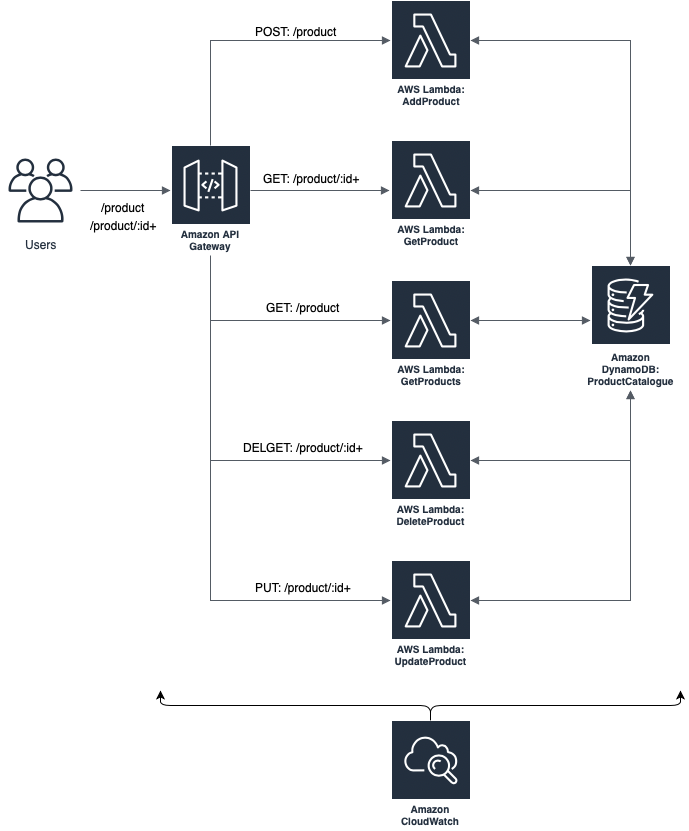 POST: /product
AWS Lambda:
AddProduct
GET: /product/:id+
AWS Lambda:
GetProduct
/product
/product/:id+
Users
Amazon API
Gateway
GET: /product
AWS Lambda:
GetProducts
Amazon
DynamoDB:
ProductCatalogue
DELGET: /product/:id+
AWS Lambda:
DeleteProduct
PUT: /product/:id+
AWS Lambda:
UpdateProduct
Amazon
CloudWatch